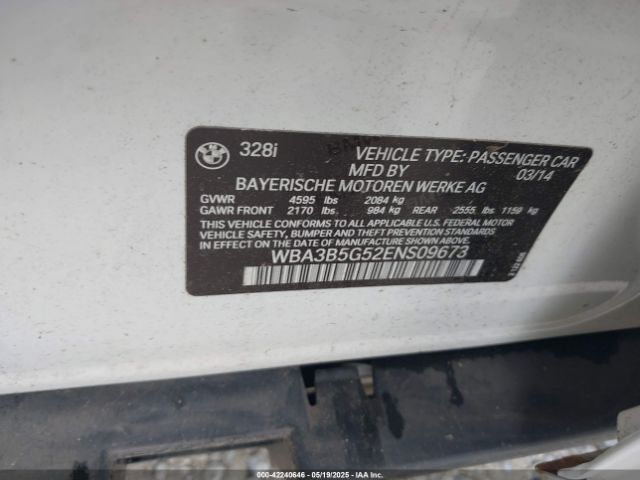 328i VEHICLE TYPE: PASSENGER CAR
MFD BY 03/14
BAYERISCHE MOTOREN WERKE AG
GVWR 4595 lbs 2084 kg
GAWR FRONT 2170 lbs 984 kg REAR 2555 lbs 1159 kg
THIS VEHICLE CONFORMS TO ALL APPLICABLE U.S. FEDERAL MOTOR
VEHICLE SAFETY, BUMPER AND THEFT PREVENTION STANDARDS
IN EFFECT ON THE DATE OF MANUFACTURE SHOWN ABOVE.
WBA3B5G52ENS09673
000-42240646 - 05/19/2025 - IAAI.COM